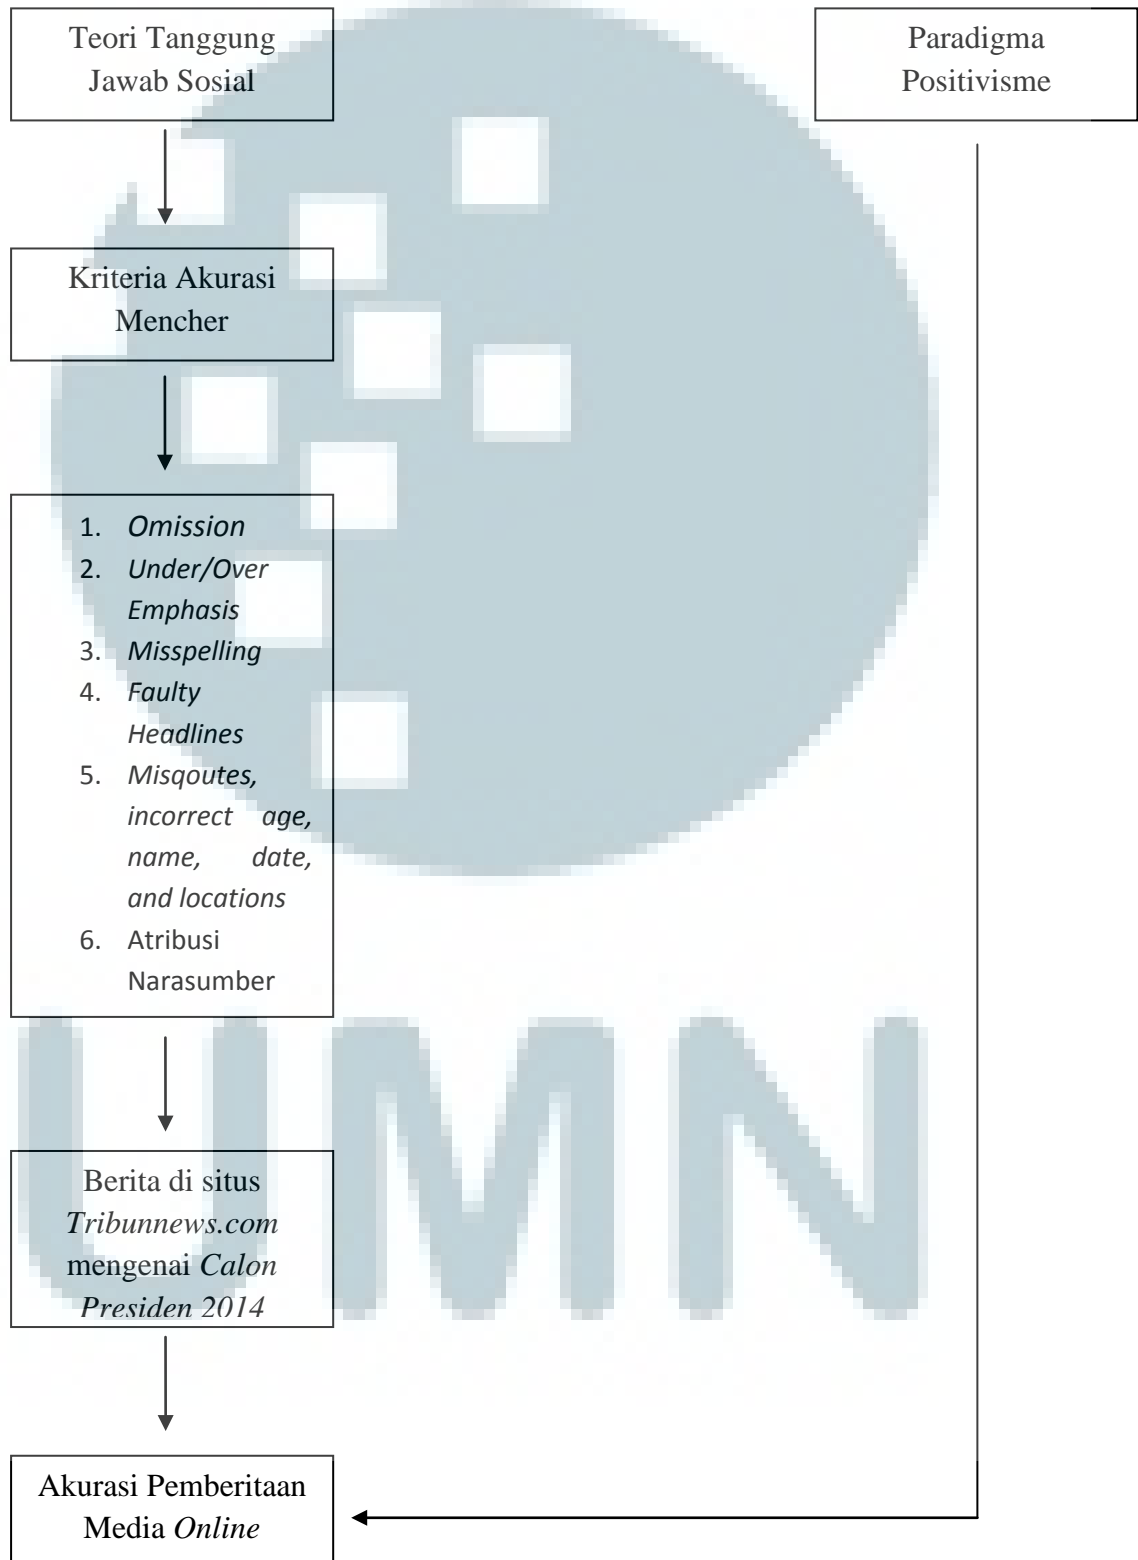 Teori Tanggung
Jawab Sosial
Paradigma
Positivisme
Kriteria Akurasi
Mencher
1. Omission
2. Under/Over
Emphasis
3. Misspelling
4. Faulty
Headlines
5. Misqoutes,
incorrect age,
name, date,
and locations
6. Atribusi
Narasumber
UMN
Berita di situs
Tribunnews.com
mengenai Calon
Presiden 2014
Akurasi Pemberitaan
Media Online